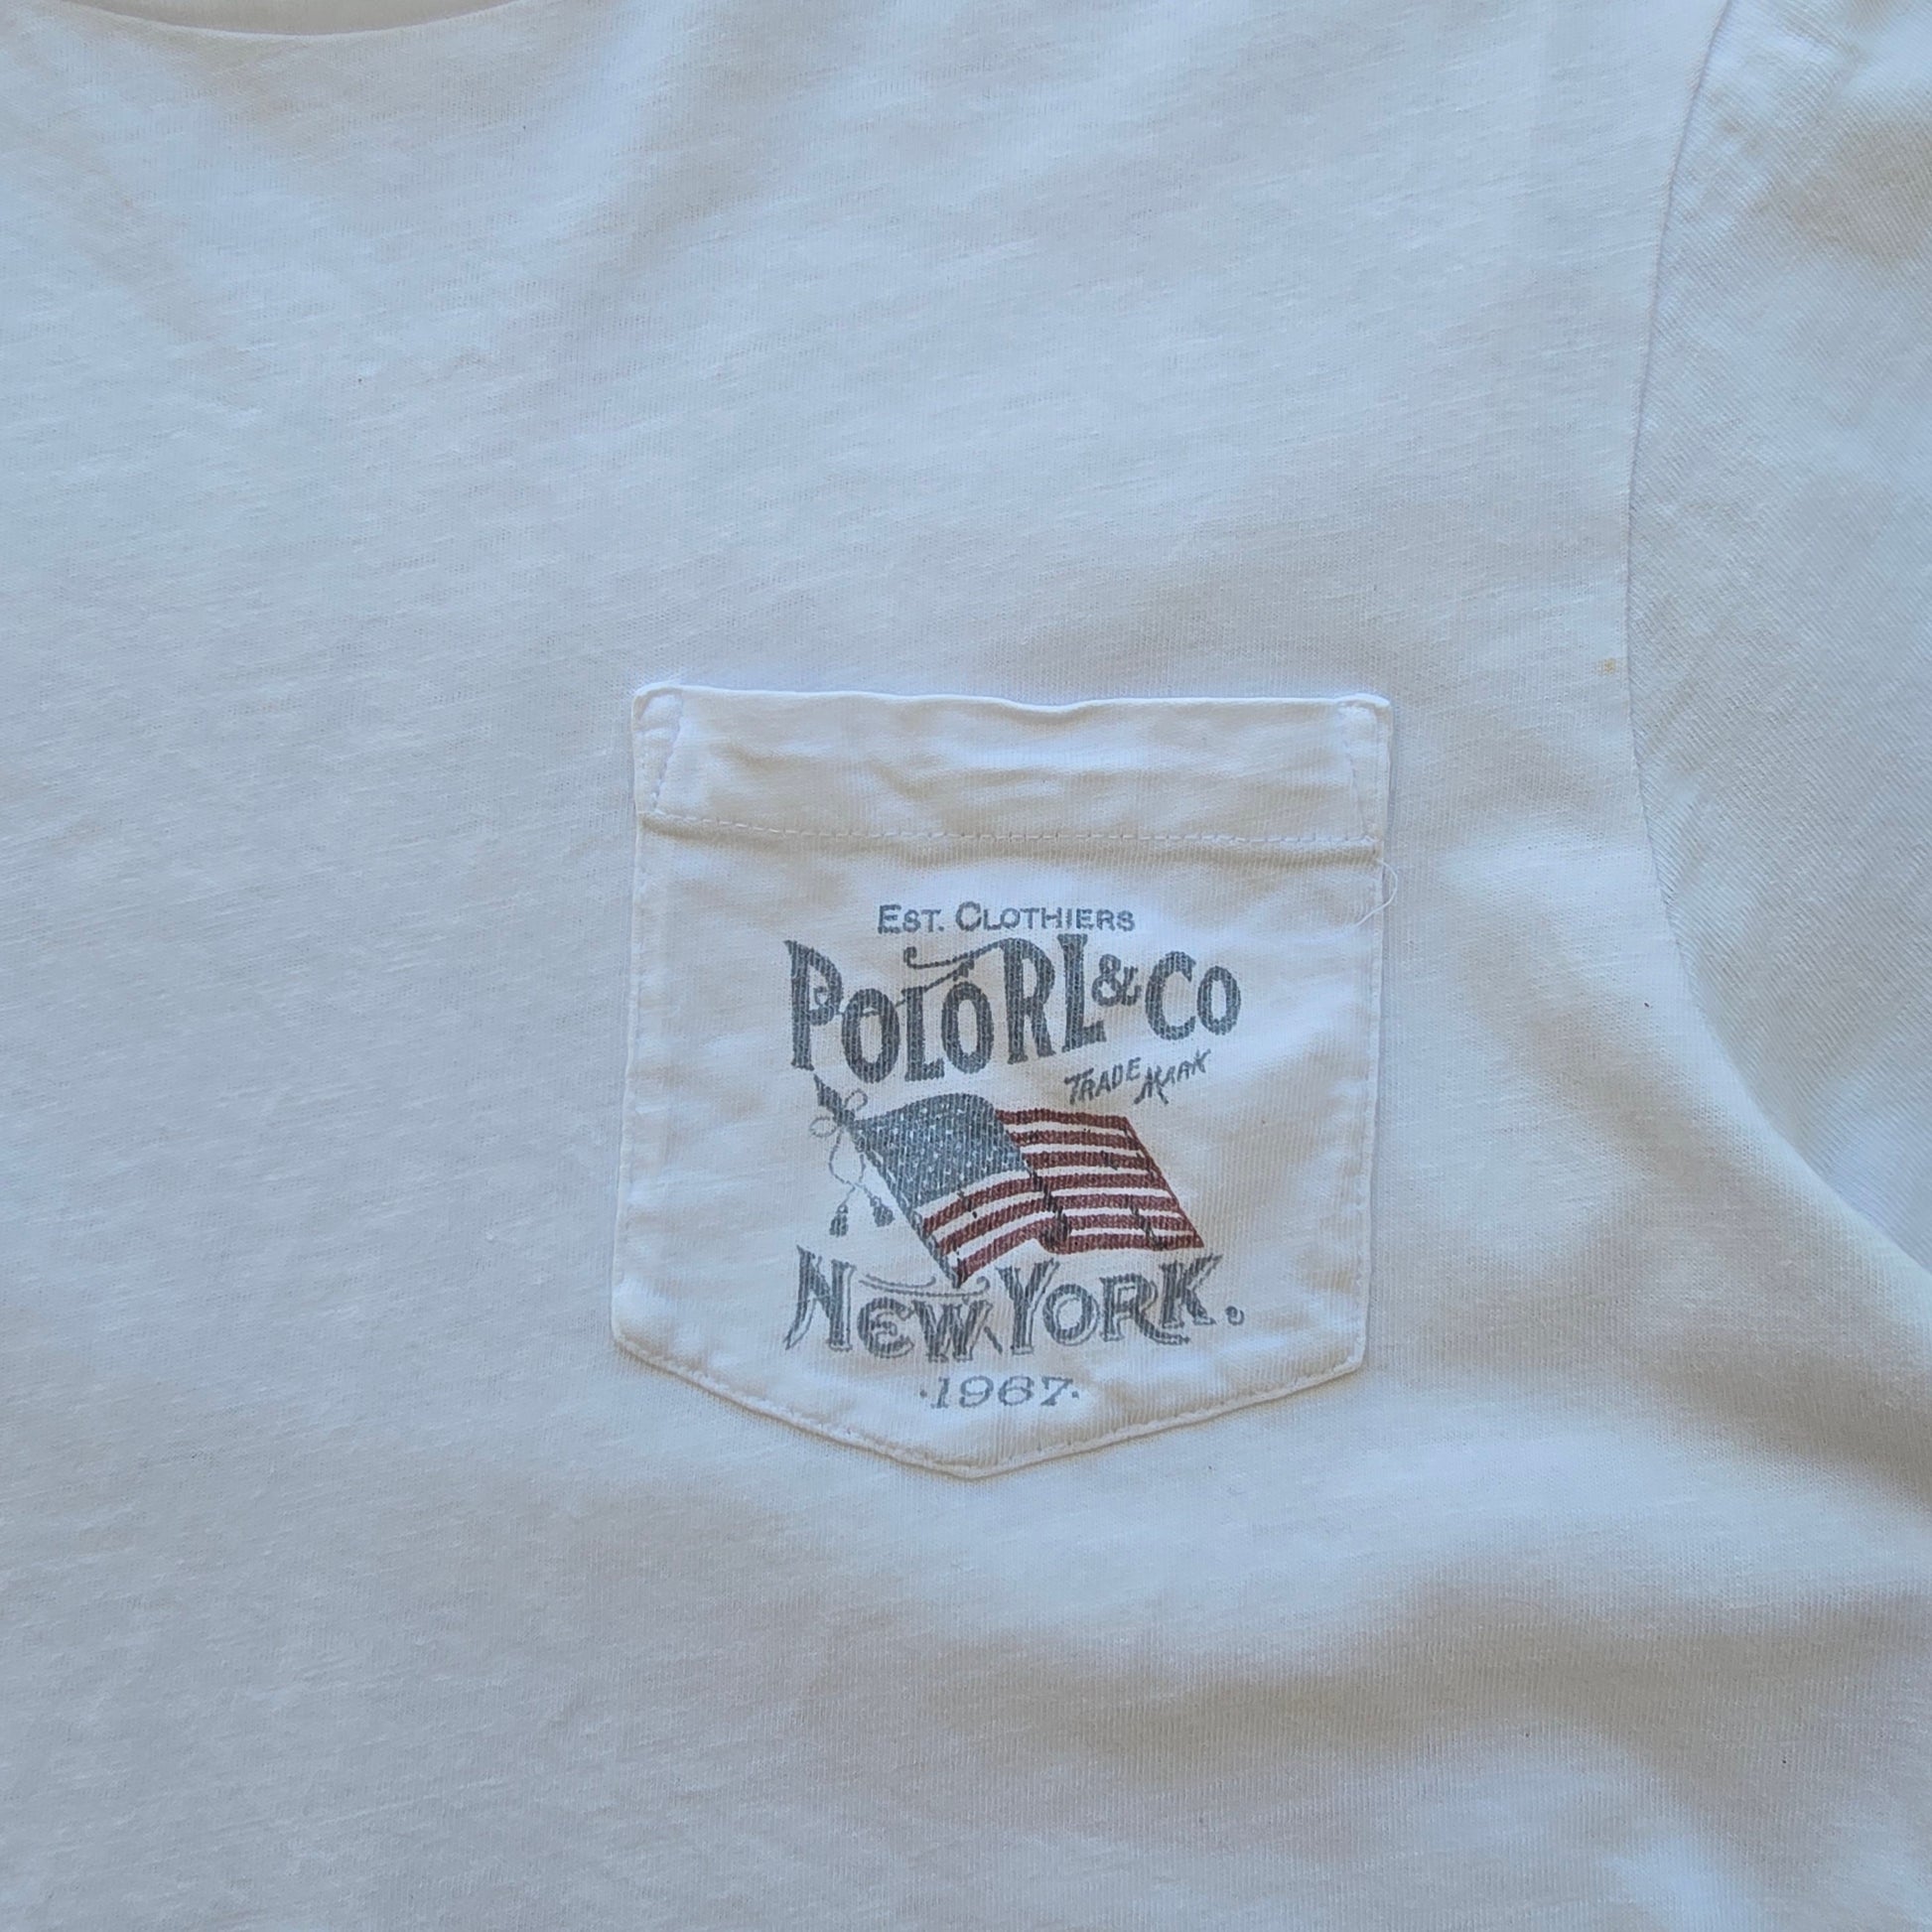 EST. CLOTHIERS
POLO RL & CO
TRADE MARK
NEW YORK.
·1967·